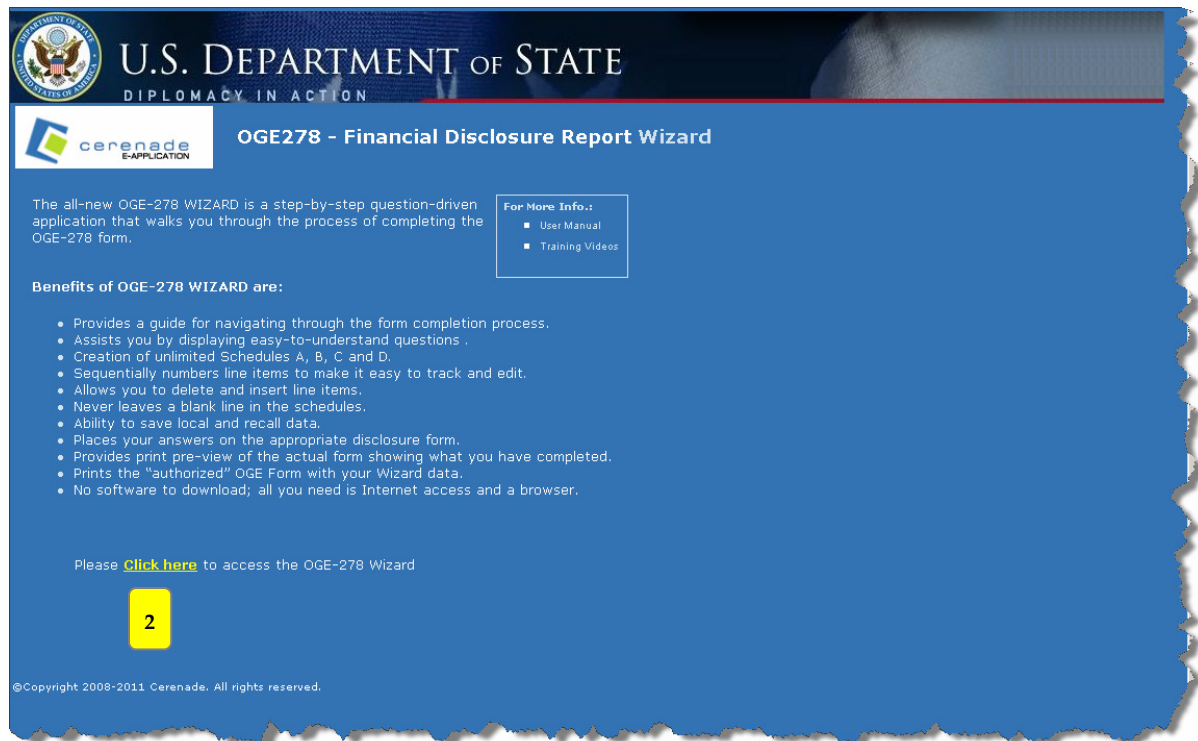 U.S. DEPARTMENT OF STATE
DIPLOMACY IN ACTION
cerenade
E-APPLICATION
OGE278 - Financial Disclosure Report Wizard
The all-new OGE-278 WIZARD is a step-by-step question-driven
application that walks you through the process of completing the
OGE-278 form.
For More Info.:
User Manual
Training Videos
Benefits of OGE-278 WIZARD are:
• Provides a guide for navigating through the form completion process.
• Assists you by displaying easy-to-understand questions .
• Creation of unlimited Schedules A, B, C and D.
• Sequentially numbers line items to make it easy to track and edit.
• Allows you to delete and insert line items.
• Never leaves a blank line in the schedules.
• Ability to save local and recall data.
• Places your answers on the appropriate disclosure form.
• Provides print pre-view of the actual form showing what you have completed.
• Prints the "authorized" OGE Form with your Wizard data.
• No software to download; all you need is Internet access and a browser.
Please Click here to access the OGE-278 Wizard
2
©Copyright 2008-2011 Cerenade. All rights reserved.